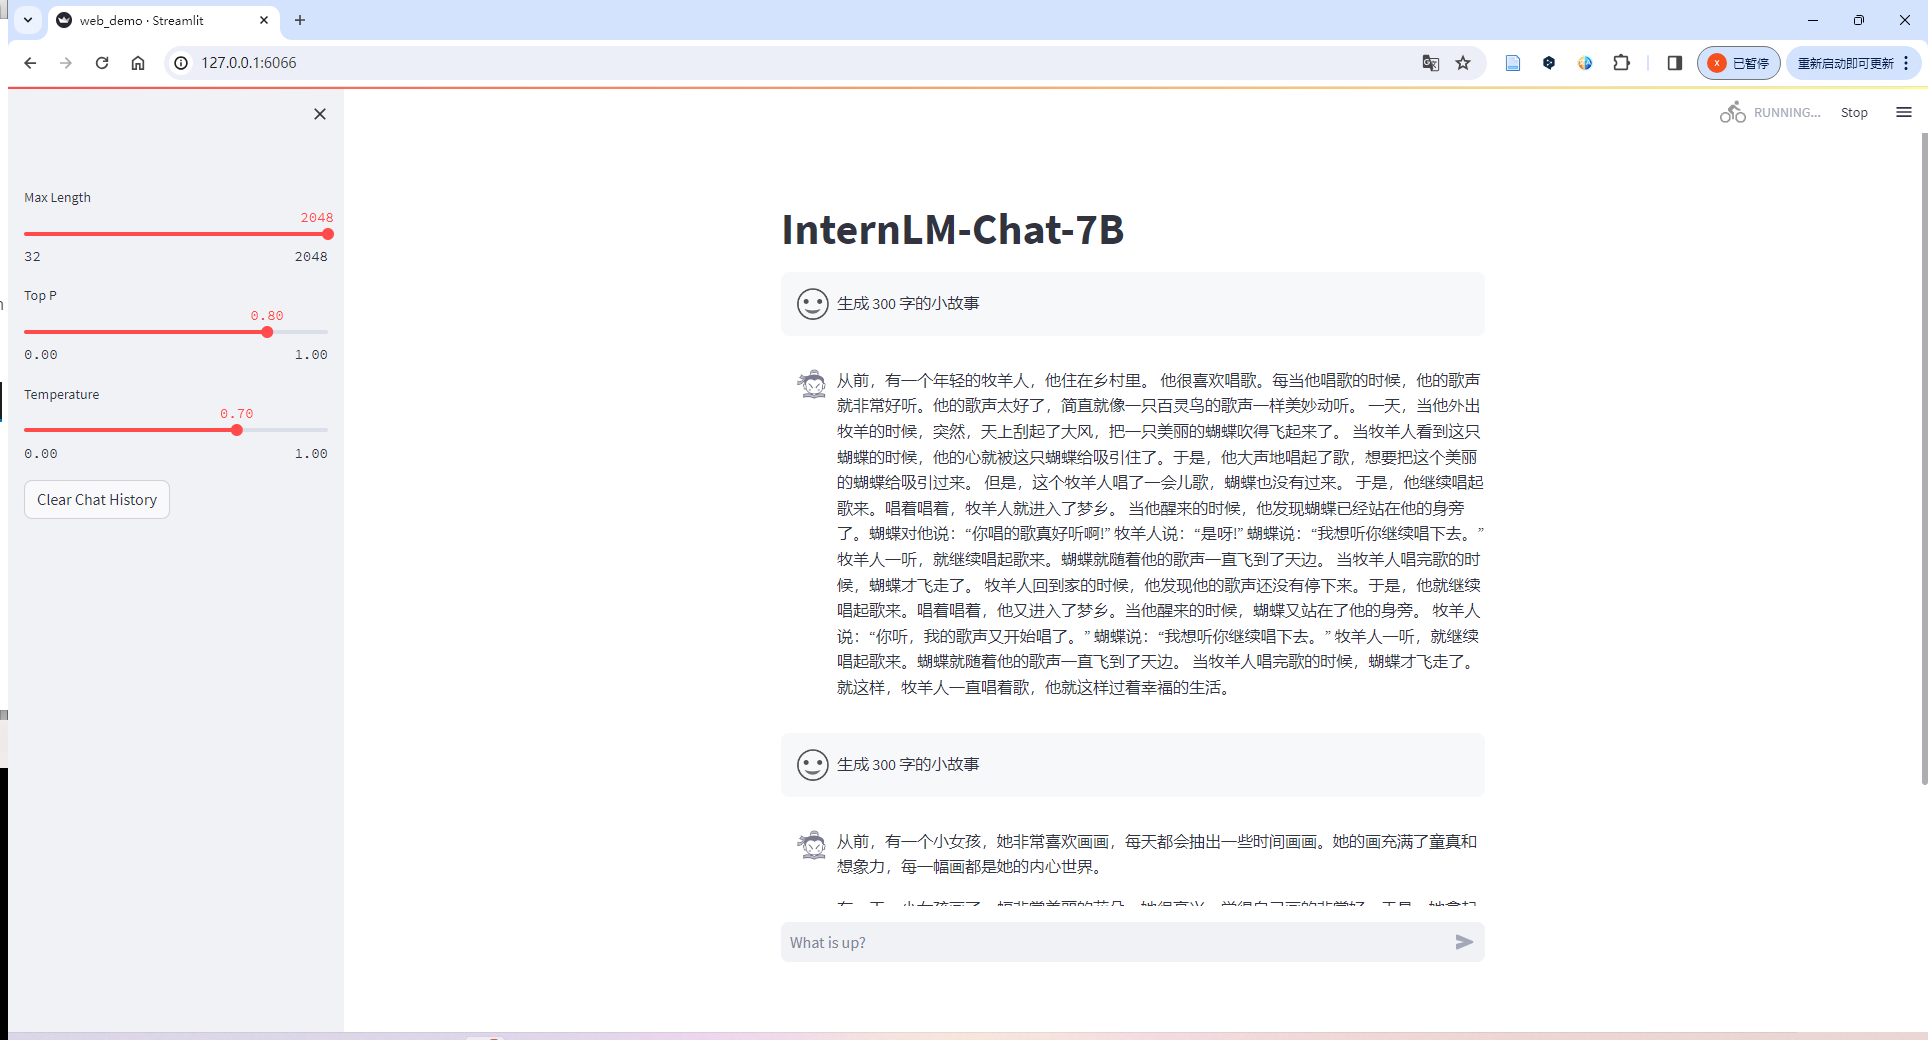 web_demo · Streamlit
127.0.0.1:6066
已暂停
重新启动即可更新
RUNNING...
Stop
Max Length
2048
32
2048
Top P
0.80
0.00
1.00
Temperature
0.70
0.00
1.00
Clear Chat History
InternLM-Chat-7B
生成 300 字的小故事
从前，有一个年轻的牧羊人，他住在乡村里。 他很喜欢唱歌。每当他唱歌的时候，他的歌声
就非常好听。他的歌声太好了，简直就像一只百灵鸟的歌声一样美妙动听。 一天，当他外出
牧羊的时候，突然，天上刮起了大风，把一只美丽的蝴蝶吹得飞起来了。 当牧羊人看到这只
蝴蝶的时候，他的心就被这只蝴蝶给吸引住了。于是，他大声地唱起了歌，想要把这个美丽
的蝴蝶给吸引过来。 但是，这个牧羊人唱了一会儿歌，蝴蝶也没有过来。 于是，他继续唱起
歌来。唱着唱着，牧羊人就进入了梦乡。 当他醒来的时候，他发现蝴蝶已经站在他的身旁
了。蝴蝶对他说：“你唱的歌真好听啊!” 牧羊人说：“是呀!” 蝴蝶说：“我想听你继续唱下去。”
牧羊人一听，就继续唱起歌来。蝴蝶就随着他的歌声一直飞到了天边。 当牧羊人唱完歌的时
候，蝴蝶才飞走了。 牧羊人回到家的时候，他发现他的歌声还没有停下来。于是，他就继续
唱起歌来。唱着唱着，他又进入了梦乡。当他醒来的时候，蝴蝶又站在了他的身旁。 牧羊人
说：“你听，我的歌声又开始唱了。” 蝴蝶说：“我想听你继续唱下去。” 牧羊人一听，就继续
唱起歌来。蝴蝶就随着他的歌声一直飞到了天边。 当牧羊人唱完歌的时候，蝴蝶才飞走了。
就这样，牧羊人一直唱着歌，他就这样过着幸福的生活。
生成 300 字的小故事
从前，有一个小女孩，她非常喜欢画画，每天都会抽出一些时间画画。她的画充满了童真和
想象力，每一幅画都是她的内心世界。
What is up?